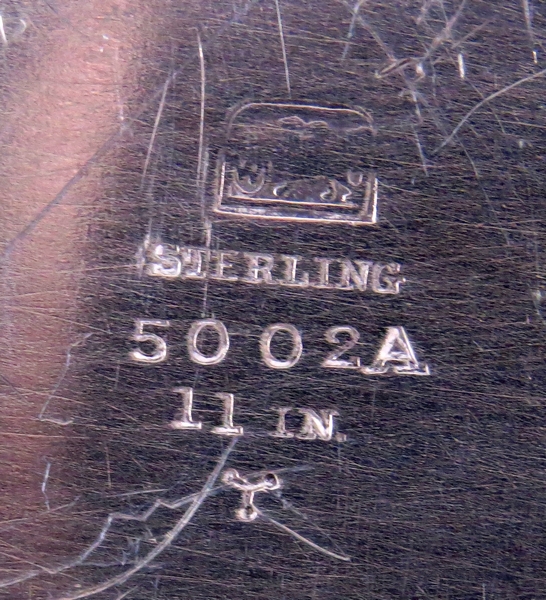 STERLING
5002A
11 IN.